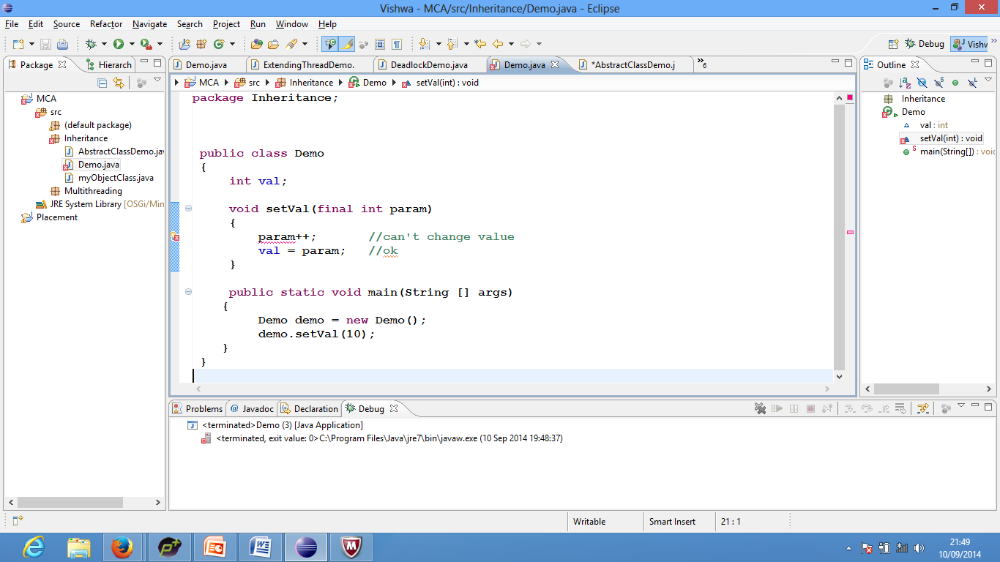 Vishwa - MCA/src/Inheritance/Demo.java - Eclipse
File Edit Source Refactor Navigate Search Project Run Window Help
Debug Vishw
Package Hierarch
Demo.java ExtendingThreadDemo. DeadlockDemo.java Demo.java *AbstractClassDemo.j »6
Outline
MCA src Inheritance Demo setVal(int) : void
MCA
src
(default package)
Inheritance
AbstractClassDemo.jav
Demo.java
myObjectClass.java
Multithreading
JRE System Library [OSGi/Min
Placement
package Inheritance;
public class Demo
{
int val;
void setVal(final int param)
{
param++; //can't change value
val = param; //ok
}
public static void main(String [] args)
{
Demo demo = new Demo();
demo.setVal(10);
}
}
Inheritance
Demo
val : int
setVal(int) : void
main(String[]) : void
Problems @ Javadoc Declaration Debug
<terminated>Demo (3) [Java Application]
<terminated, exit value: 0>C:\Program Files\Java\jre7\bin\javaw.exe (10 Sep 2014 19:48:37)
Writable Smart Insert 21 : 1
21:49
10/09/2014